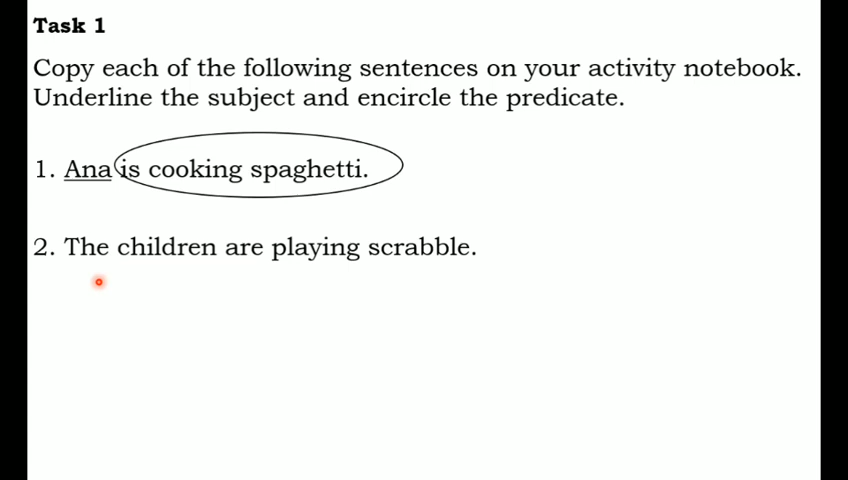 Task 1
Copy each of the following sentences on your activity notebook.
Underline the subject and encircle the predicate.
1. Ana is cooking spaghetti.
2. The children are playing scrabble.